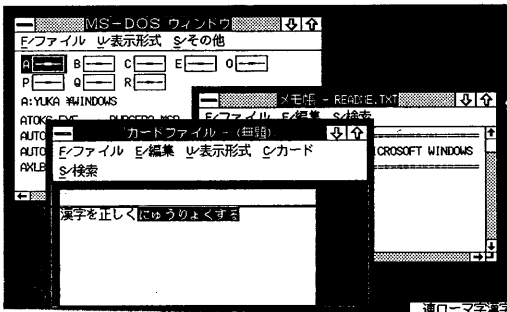 MS-DOS ウィンドウ
F/ファイル V/表示形式 S/その他
A B C E O
P Q R
A:YUKA ¥WINDOWS
メモ帳 - README.TXT
F/ファイル E/編集 S/検索
AUTO
AUTO
AXLB
カードファイル - (無題)
F/ファイル E/編集 V/表示形式 C/カード
S/検索
CROSOFT WINDOWS
漢字を正しくにゅうりょくする
連ローマ字漢字